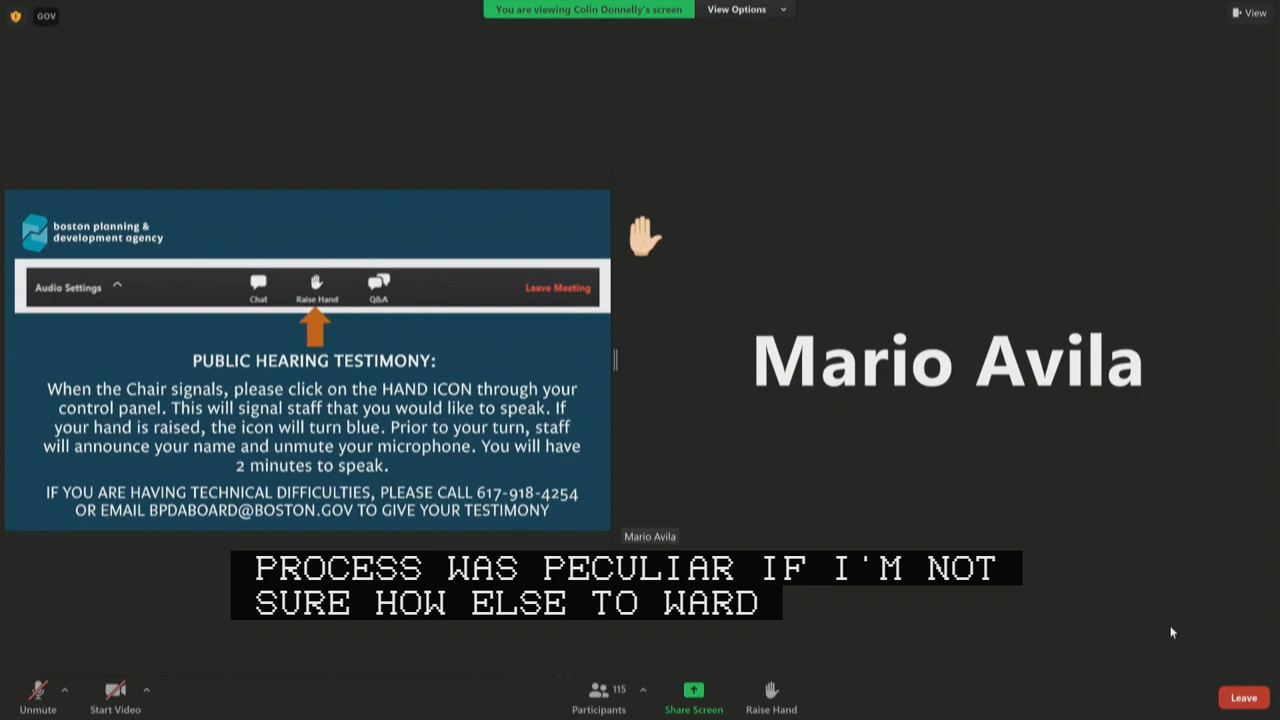 GOV
You are viewing Colin Donnelly's screen
View Options
View
boston planning &
development agency
Audio Settings
Chat
Raise Hand
Q&A
Leave Meeting
PUBLIC HEARING TESTIMONY:
When the Chair signals, please click on the HAND ICON through your
control panel. This will signal staff that you would like to speak. If
your hand is raised, the icon will turn blue. Prior to your turn, staff
will announce your name and unmute your microphone. You will have
2 minutes to speak.
IF YOU ARE HAVING TECHNICAL DIFFICULTIES, PLEASE CALL 617-918-4254
OR EMAIL BPDABOARD@BOSTON.GOV TO GIVE YOUR TESTIMONY
Mario Avila
Mario Avila
PROCESS WAS PECULIAR IF I'M NOT
SURE HOW ELSE TO WARD
Unmute
Start Video
115
Participants
Share Screen
Raise Hand
Leave